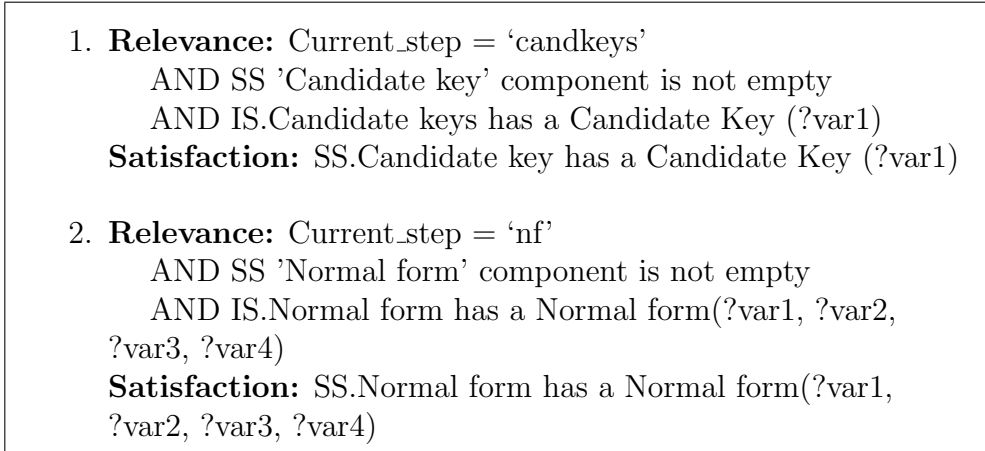 1. Relevance: Current_step = ‘candkeys’
AND SS 'Candidate key' component is not empty
AND IS.Candidate keys has a Candidate Key (?var1)
Satisfaction: SS.Candidate key has a Candidate Key (?var1)
2. Relevance: Current_step = ‘nf’
AND SS 'Normal form' component is not empty
AND IS.Normal form has a Normal form(?var1, ?var2,
?var3, ?var4)
Satisfaction: SS.Normal form has a Normal form(?var1,
?var2, ?var3, ?var4)